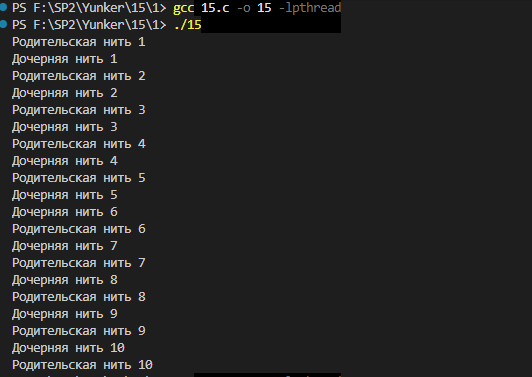 PS F:\SP2\Yunker\15\1> gcc 15.c -o 15 -lpthread
PS F:\SP2\Yunker\15\1> ./15
Родительская нить 1
Дочерняя нить 1
Родительская нить 2
Дочерняя нить 2
Родительская нить 3
Дочерняя нить 3
Родительская нить 4
Дочерняя нить 4
Родительская нить 5
Дочерняя нить 5
Дочерняя нить 6
Родительская нить 6
Дочерняя нить 7
Родительская нить 7
Дочерняя нить 8
Родительская нить 8
Дочерняя нить 9
Родительская нить 9
Дочерняя нить 10
Родительская нить 10